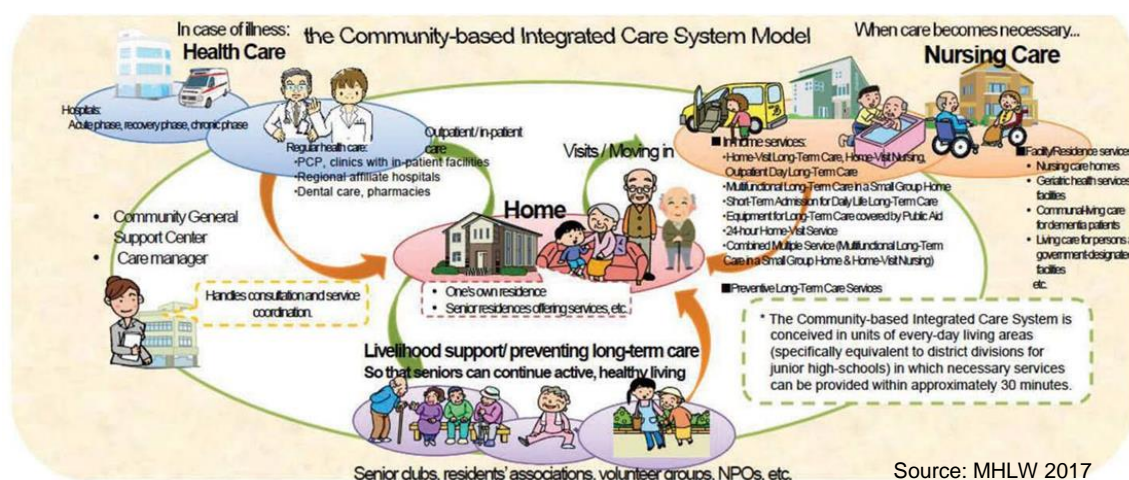 In case of illness:
Health Care
the Community-based Integrated Care System Model
When care becomes necessary...
Nursing Care
Hospitals:
Acute phase, recovery phase, chronic phase
Regular health care:
•PCP, clinics with in-patient facilities
•Regional affiliate hospitals
•Dental care, pharmacies
Outpatient / in-patient
care
Visits / Moving in
■In-home services:
•Home-Visit Long-Term Care, Home-Visit Nursing,
Outpatient Day Long-Term Care
•Multifunctional Long-Term Care in a Small Group Home
•Short-Term Admission for Daily Life Long-Term Care
•Equipment for Long-Term Care covered by Public Aid
•24-hour Home-Visit Service
•Combined Multiple Service (Multifunctional Long-Term
Care in a Small Group Home & Home-Visit Nursing)
■Preventive Long-Term Care Services
■Facility/Residence services
• Nursing care homes
• Geriatric health services
facilities
• Communal-living care
for dementia patients
• Living care for persons
government-designated
facilities
etc.
• Community General
Support Center
• Care manager
Handles consultation and service
coordination.
Home
• One's own residence
• Senior residences offering services, etc.
Livelihood support/ preventing long-term care
So that seniors can continue active, healthy living
* The Community-based Integrated Care System is
conceived in units of every-day living areas
(specifically equivalent to district divisions for
junior high-schools) in which necessary services
can be provided within approximately 30 minutes.
Senior clubs, residents' associations, volunteer groups, NPOs, etc.
Source: MHLW 2017